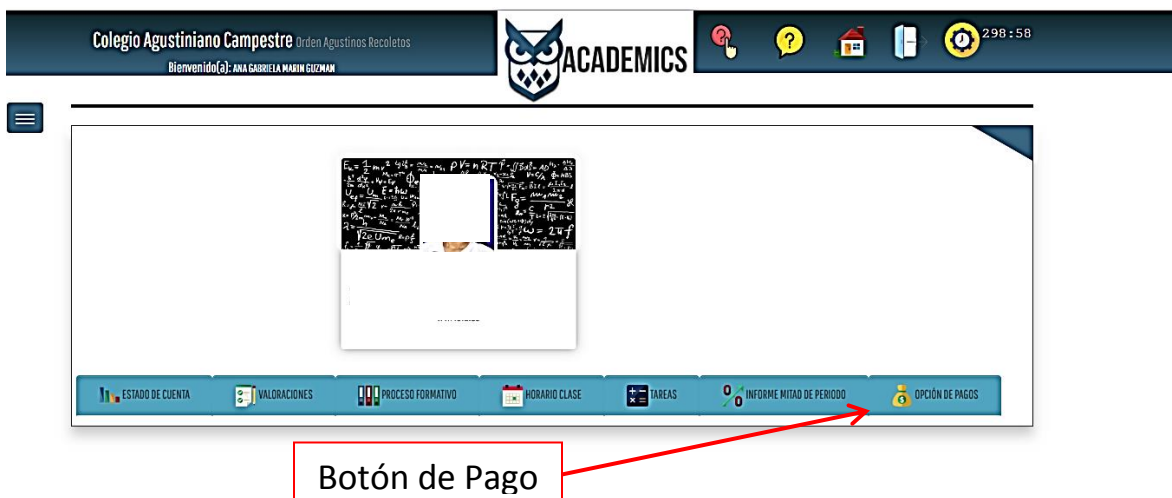 Colegio Agustiniano Campestre Orden Agustinos Recoletos
Bienvenido(a): ANA GABRIELA MARIN GUZMAN
ACADEMICS
298:58
ESTADO DE CUENTA
VALORACIONES
PROCESO FORMATIVO
HORARIO CLASE
TAREAS
INFORME MITAD DE PERIODO
OPCIÓN DE PAGOS
Botón de Pago